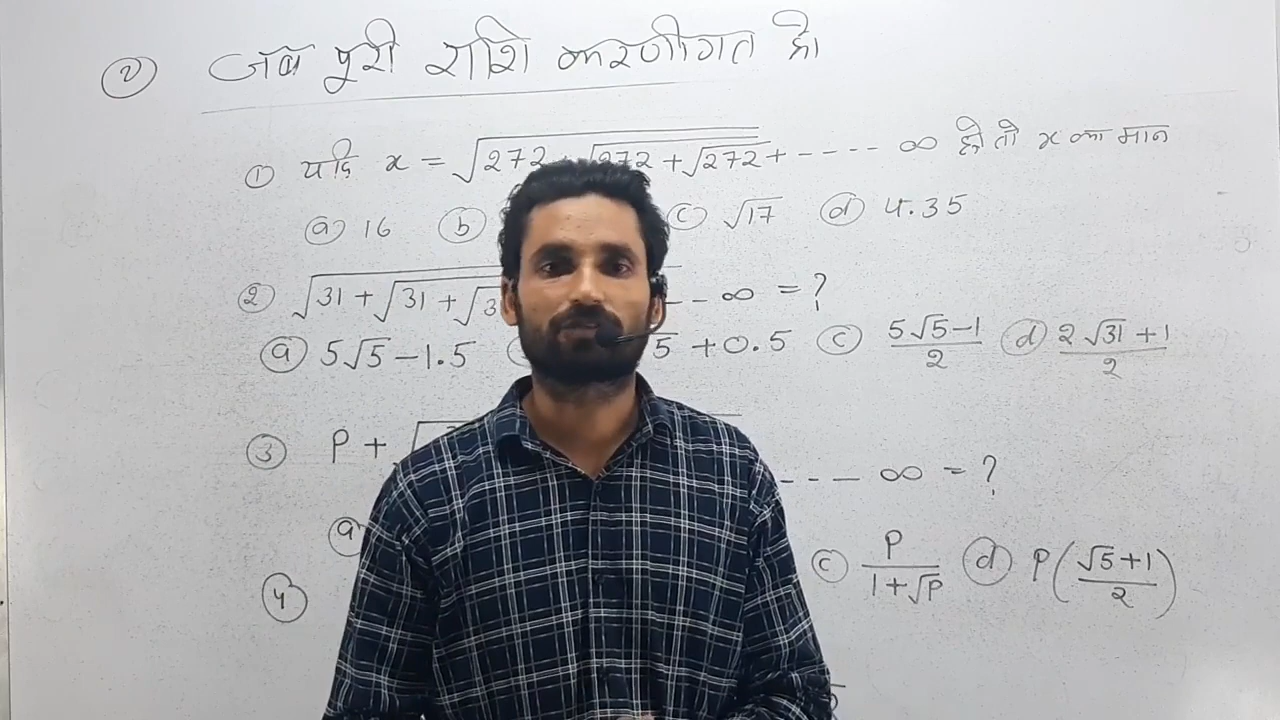 ② जब पुरी राशि करणीगत हो।
① यदि x = √272 + √272 + √272 + ---- ∞ हो तो x का मान
ⓐ 16 ⓑ ⓒ √17 ⓓ 4.35
② √31 + √31 + √3 -- ∞ = ?
ⓐ 5√5 - 1.5 5 + 0.5 ⓒ (5√5 - 1)/2 ⓓ (2√31 + 1)/2
③ P + √ ---- ∞ = ?
ⓐ ⓒ P/(1 + √P) ⓓ P((√5 + 1)/2)
④